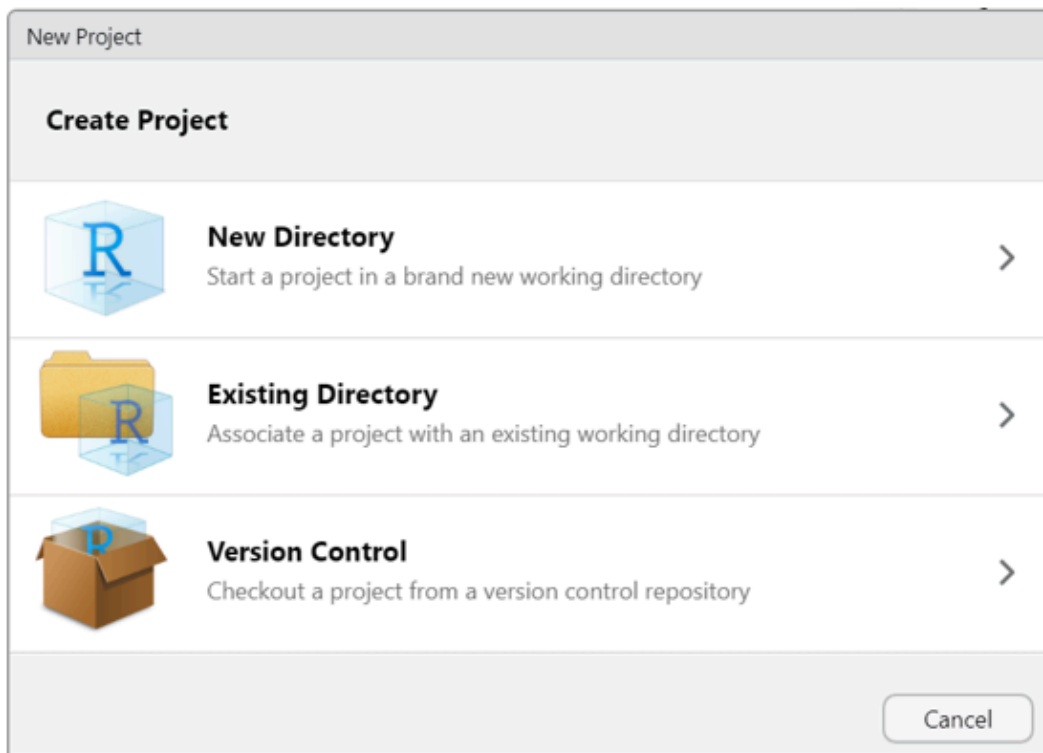 New Project
Create Project
R
New Directory
Start a project in a brand new working directory
R
Existing Directory
Associate a project with an existing working directory
R
Version Control
Checkout a project from a version control repository
Cancel